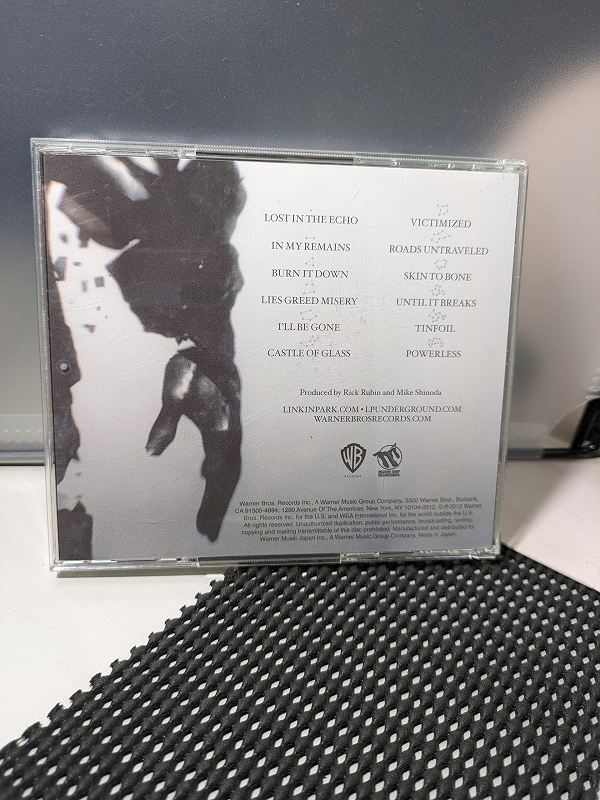 LOST IN THE ECHO
IN MY REMAINS
BURN IT DOWN
LIES GREED MISERY
I'LL BE GONE
CASTLE OF GLASS
VICTIMIZED
ROADS UNTRAVELED
SKIN TO BONE
UNTIL IT BREAKS
TINFOIL
POWERLESS
Produced by Rick Rubin and Mike Shinoda
LINKINPARK.COM • LPUNDERGROUND.COM
WARNERBROSRECORDS.COM
WB
RECORDS
MACHINE SHOP
RECORDINGS
Warner Bros. Records Inc., A Warner Music Group Company, 3300 Warner Blvd., Burbank,
CA 91505-4694; 1290 Avenue Of The Americas, New York, NY 10104-0012. © ℗ 2012 Warner
Bros. Records Inc. for the U.S. and WEA International Inc. for the world outside the U.S.
All rights reserved. Unauthorized duplication, public performance, broadcasting, renting,
copying and making transmittable of this disc prohibited. Manufactured and distributed by
Warner Music Japan Inc., A Warner Music Group Company. Made in Japan.